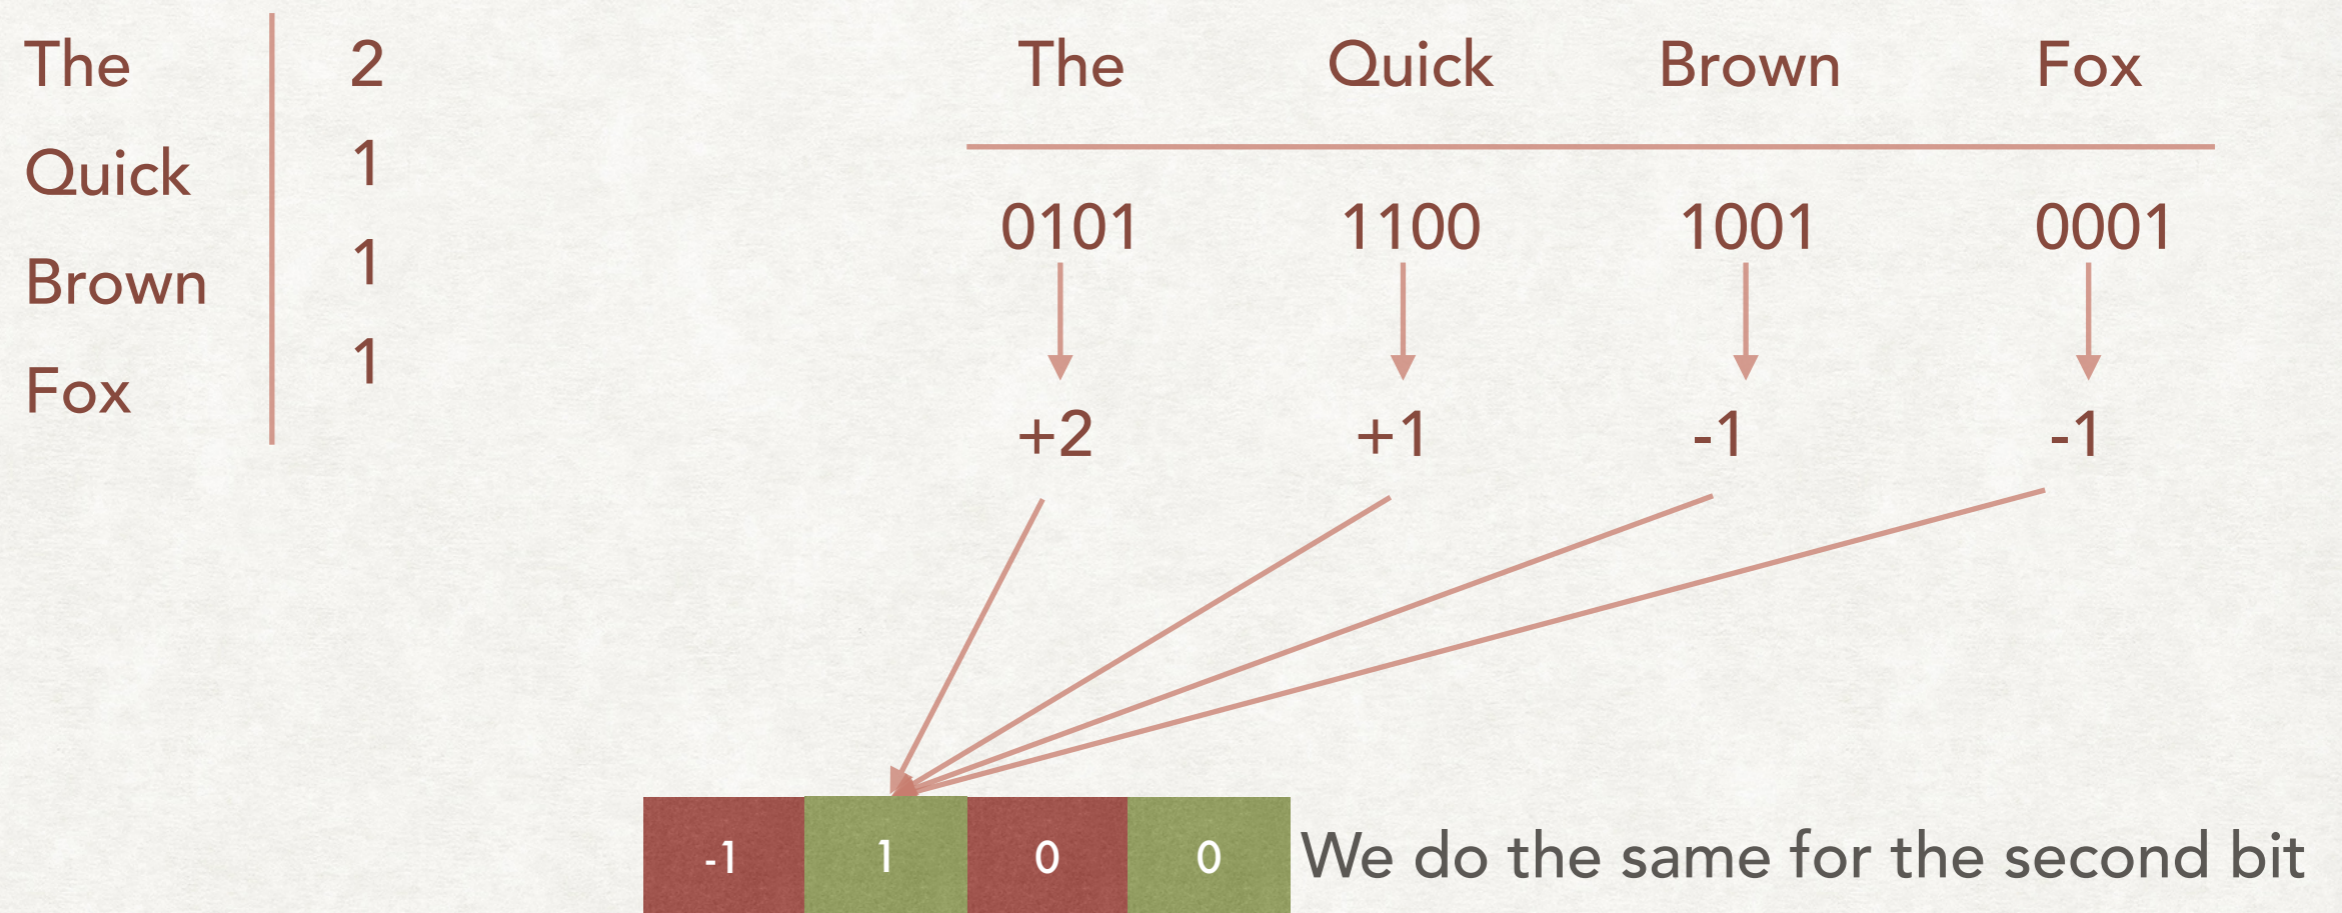 The 2
Quick 1
Brown 1
Fox 1
The Quick Brown Fox
0101 1100 1001 0001
+2 +1 -1 -1
-1 1 0 0 We do the same for the second bit